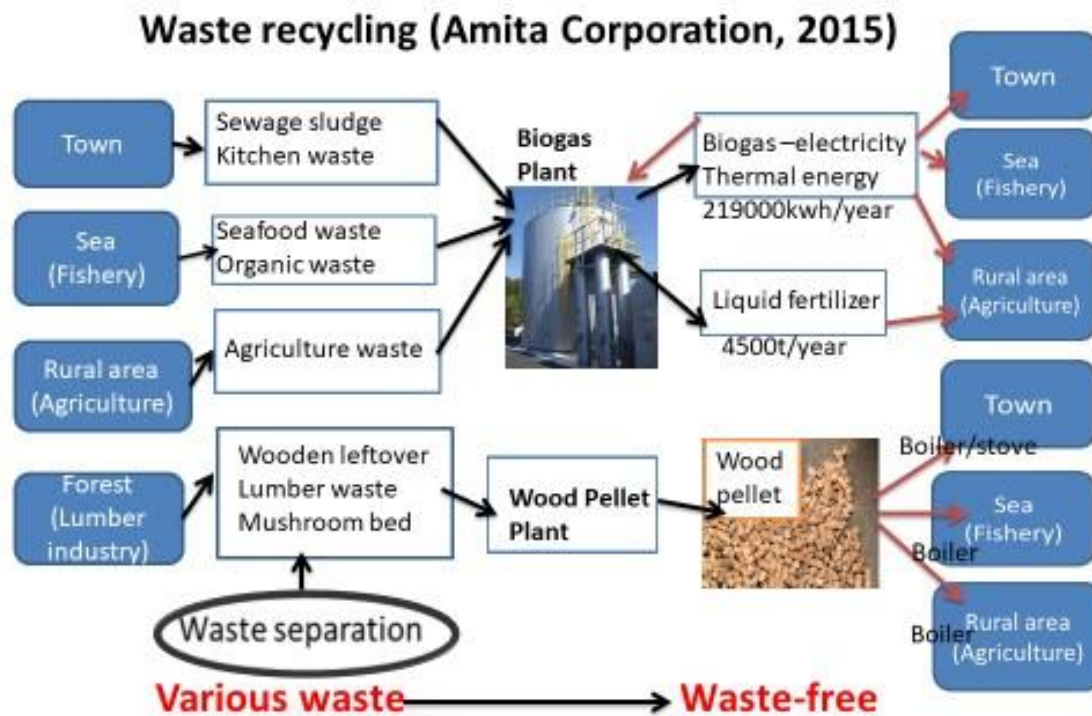 Waste recycling (Amita Corporation, 2015)
Town
Sewage sludge
Kitchen waste
Biogas
Plant
Biogas –electricity
Thermal energy
219000kwh/year
Town
Sea
(Fishery)
Sea
(Fishery)
Seafood waste
Organic waste
Liquid fertilizer
4500t/year
Rural area
(Agriculture)
Rural area
(Agriculture)
Agriculture waste
Town
Boiler/stove
Forest
(Lumber
industry)
Wooden leftover
Lumber waste
Mushroom bed
Wood Pellet
Plant
Wood
pellet
Sea
(Fishery)
Boiler
Waste separation
Boiler
Rural area
(Agriculture)
Various waste
Waste-free